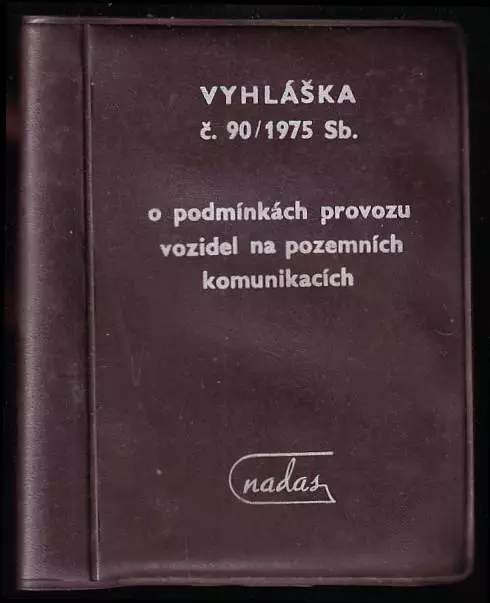 VYHLÁŠKA
č. 90/1975 Sb.
o podmínkách provozu
vozidel na pozemních
komunikacích
nadas